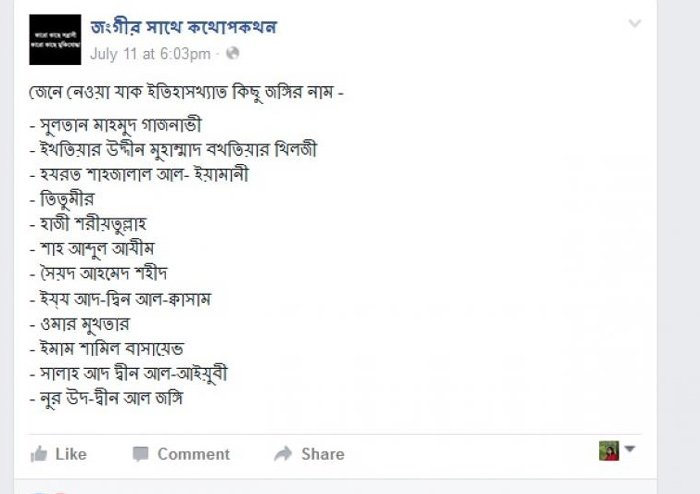 কারো কাছে সন্ত্রাসী
কারো কাছে মুক্তিযোদ্ধা
জংগীর সাথে কথোপকথন
July 11 at 6:03pm ·
জেনে নেওয়া যাক ইতিহাসখ্যাত কিছু জঙ্গির নাম -
- সুলতান মাহমুদ গাজনাভী
- ইখতিয়ার উদ্দীন মুহাম্মাদ বখতিয়ার খিলজী
- হযরত শাহজালাল আল- ইয়ামানী
- তিতুমীর
- হাজী শরীয়তুল্লাহ
- শাহ আব্দুল আযীম
- সৈয়দ আহমেদ শহীদ
- ইয্য আদ-দ্বিন আল-ক্বাসাম
- ওমার মুখতার
- ইমাম শামিল বাসায়েভ
- সালাহ আদ দ্বীন আল-আইয়ুবী
- নূর উদ-দ্বীন আল জঙ্গি
Like Comment Share